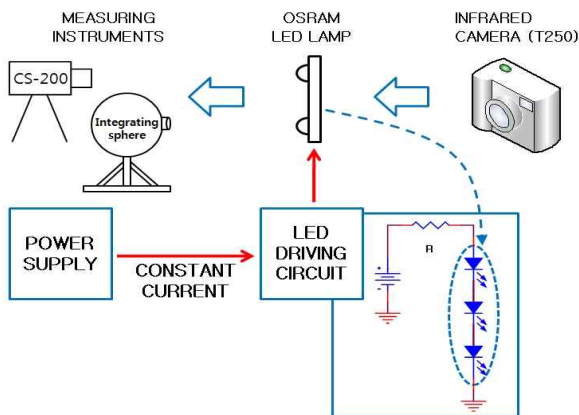 MEASURING
INSTRUMENTS
OSRAM
LED LAMP
INFRARED
CAMERA (T250)
CS-200
Integrating
sphere
POWER
SUPPLY
CONSTANT
CURRENT
LED
DRIVING
CIRCUIT
R